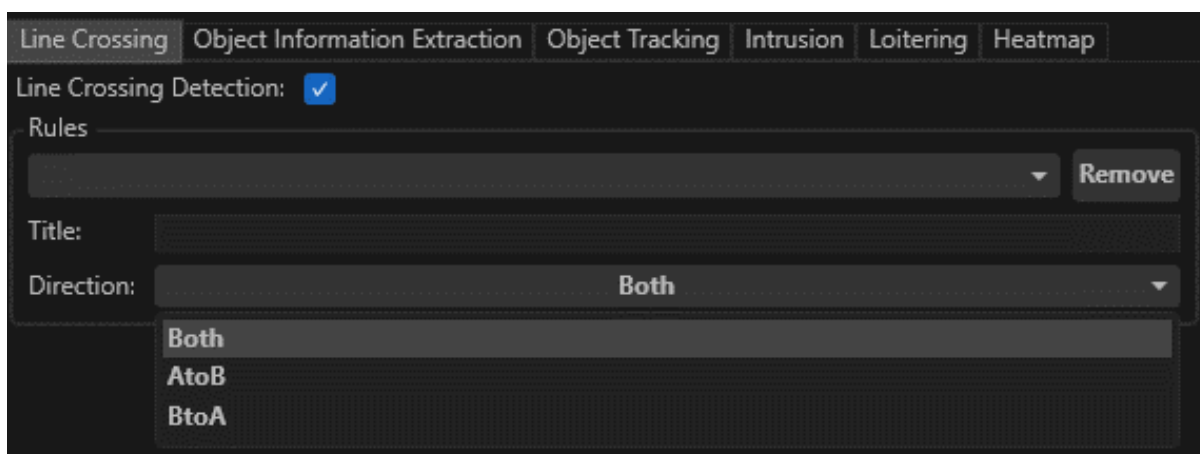 Line Crossing Object Information Extraction Object Tracking Intrusion Loitering Heatmap
Line Crossing Detection:
Rules
Remove
Title:
Direction: Both
Both
AtoB
BtoA